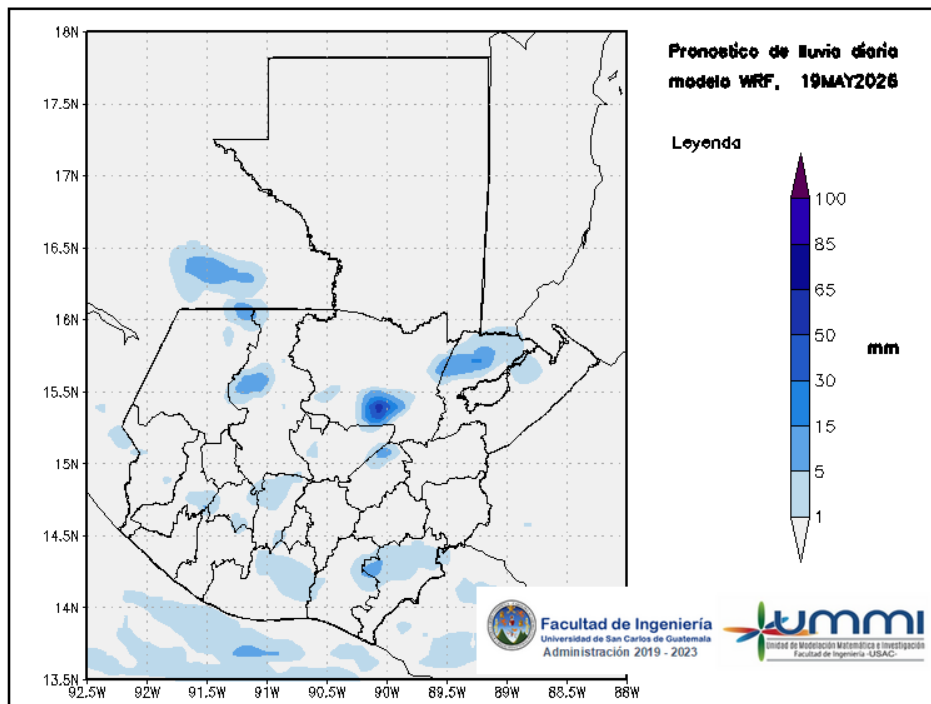 18N
17.5N
17N
16.5N
16N
15.5N
15N
14.5N
14N
13.5N
92.5W
92W
91.5W
91W
90.5W
90W
89.5W
89W
88.5W
88W
Pronostico de lluvia diaria
modelo WRF, 19MAY2026
Leyenda
100
85
65
50
30
15
5
1
mm
Facultad de Ingeniería
Universidad de San Carlos de Guatemala
Administración 2019 - 2023
UMMI
Unidad de Modelación Matemática e Investigación
Facultad de Ingeniería -USAC-